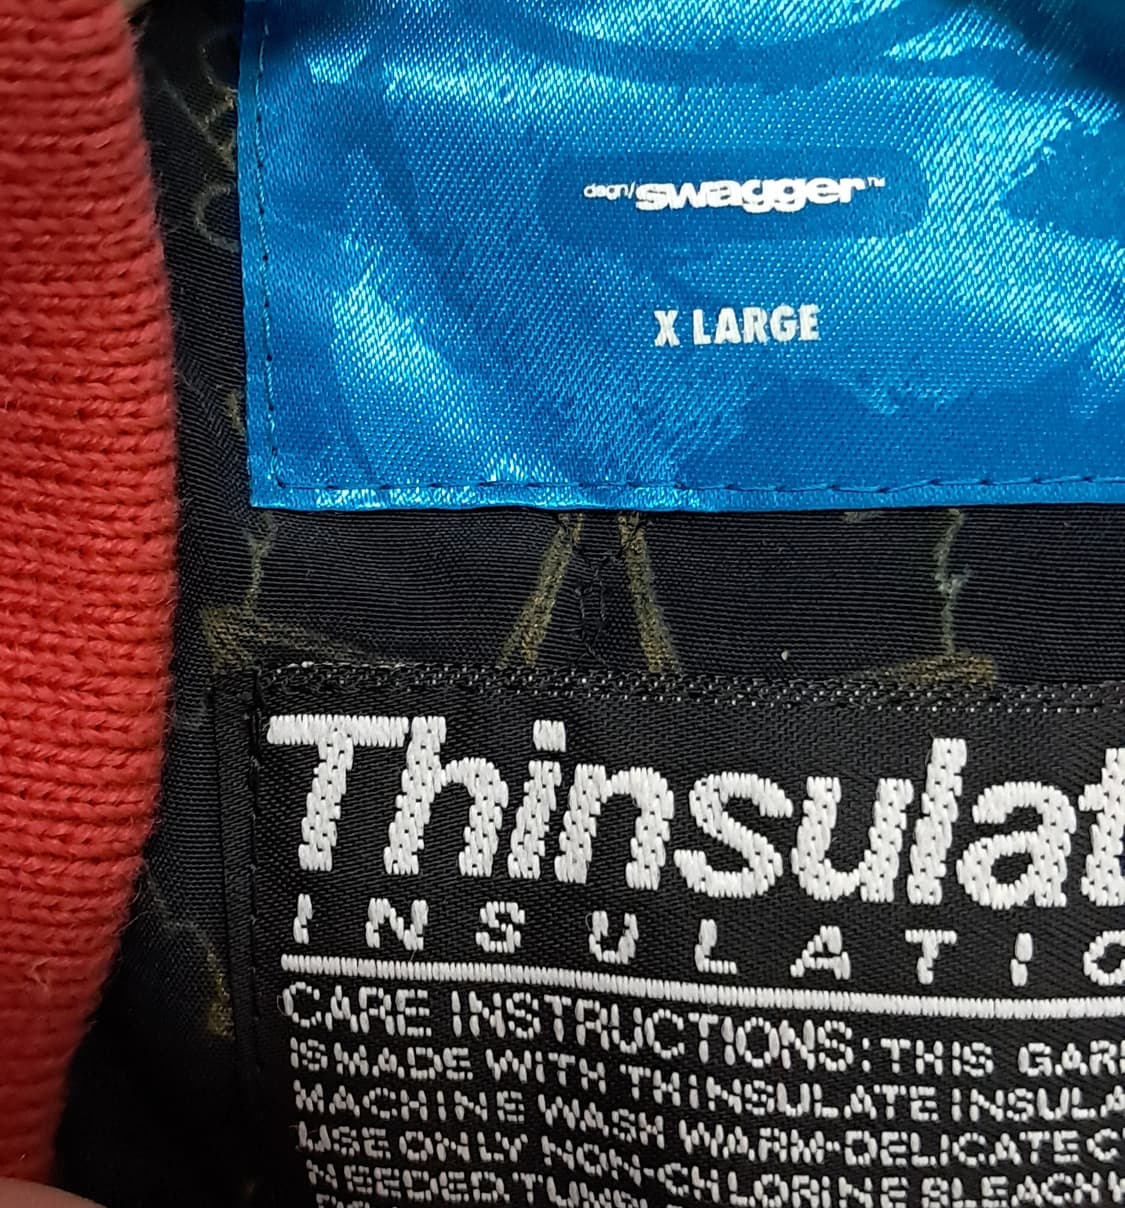 dsgn/swagger™
X LARGE
Thinsulat
INSULATIO
CARE INSTRUCTIONS: THIS GAR
IS MADE WITH THINSULATE INSULA
MACHINE WASH WARM-DELICATE C
USE ONLY NON-CHLORINE BLEACH W
NEEDED.